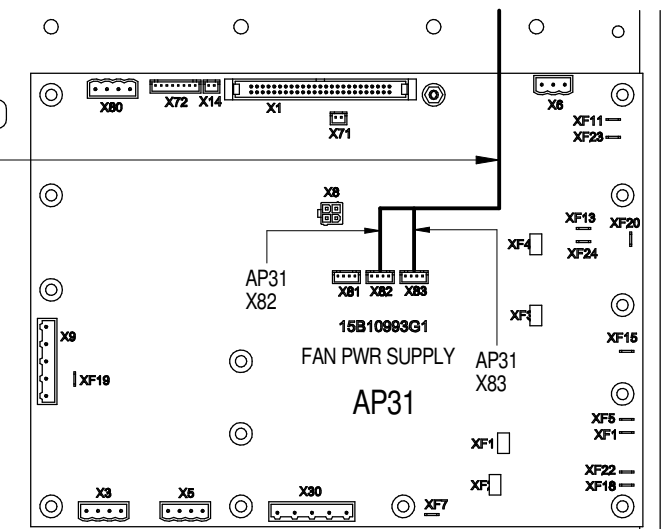 X80
X72
X14
X1
X71
X6
XF11
XF23
X8
XF13
XF20
XF4
XF24
AP31
X82
X81
X82
X83
XF3
15B10993G1
FAN PWR SUPPLY
AP31
AP31
X83
X9
XF19
XF15
XF5
XF1
XF1
XF22
XF18
X3
X5
X30
XF7